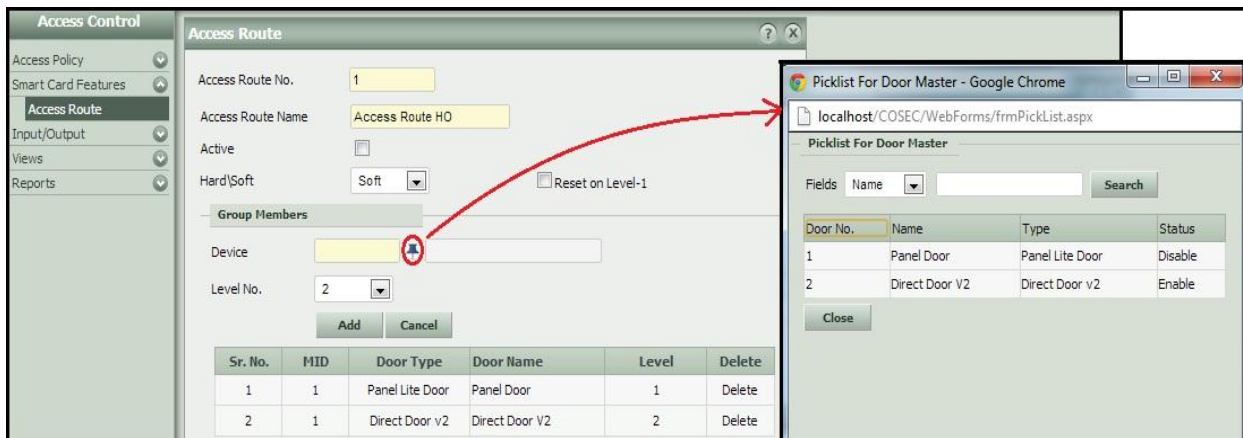 Access Control
Access Policy
Smart Card Features
Access Route
Input/Output
Views
Reports
Access Route
? X
Access Route No. 1
Access Route Name Access Route HO
Active
Hard\Soft Soft Reset on Level-1
Group Members
Device
Level No. 2
Add Cancel
Sr. No. MID Door Type Door Name Level Delete
1 1 Panel Lite Door Panel Door 1 Delete
2 1 Direct Door v2 Direct Door V2 2 Delete
Picklist For Door Master - Google Chrome
localhost/COSEC/WebForms/frmPickList.aspx
Picklist For Door Master
Fields Name Search
Door No. Name Type Status
1 Panel Door Panel Lite Door Disable
2 Direct Door V2 Direct Door v2 Enable
Close